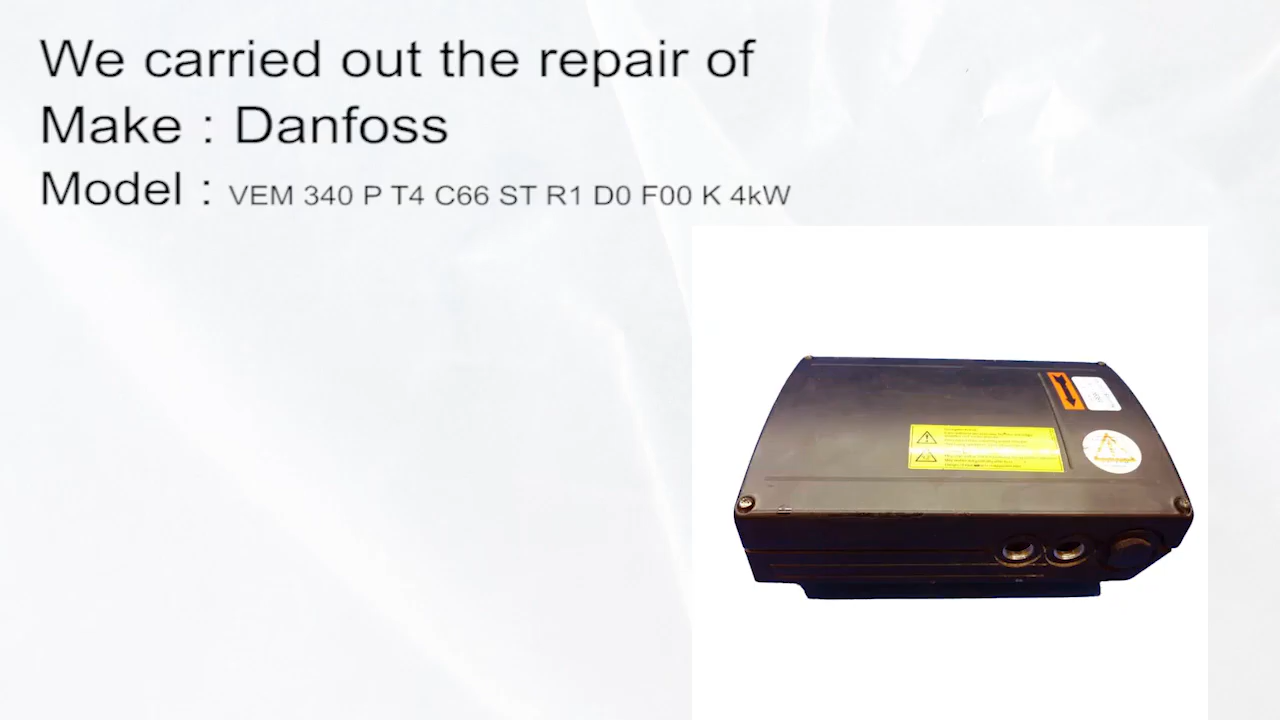 We carried out the repair of
Make : Danfoss
Model : VEM 340 P T4 C66 ST R1 D0 F00 K 4kW